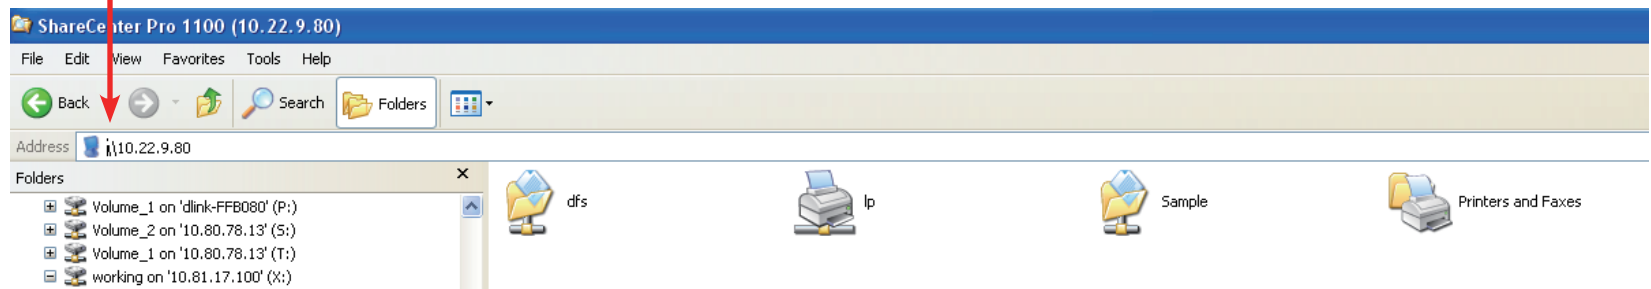 ShareCenter Pro 1100 (10.22.9.80)
File Edit View Favorites Tools Help
Back Search Folders
Address \\10.22.9.80
Folders
dfs lp Sample Printers and Faxes
Volume_1 on 'dlink-FFB080' (P:)
Volume_2 on '10.80.78.13' (S:)
Volume_1 on '10.80.78.13' (T:)
working on '10.81.17.100' (X:)